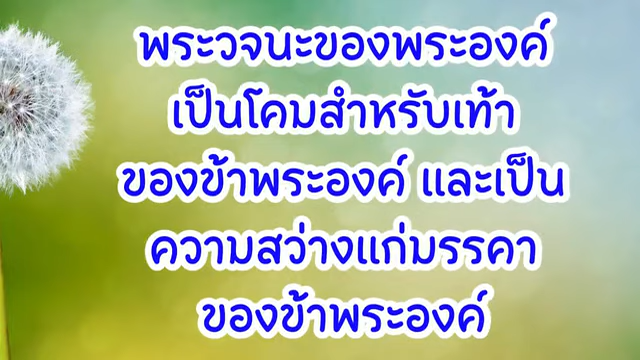 พระวจนะของพระองค์
เป็นโคมสำหรับเท้า
ของข้าพระองค์ และเป็น
ความสว่างแก่มรรคา
ของข้าพระองค์